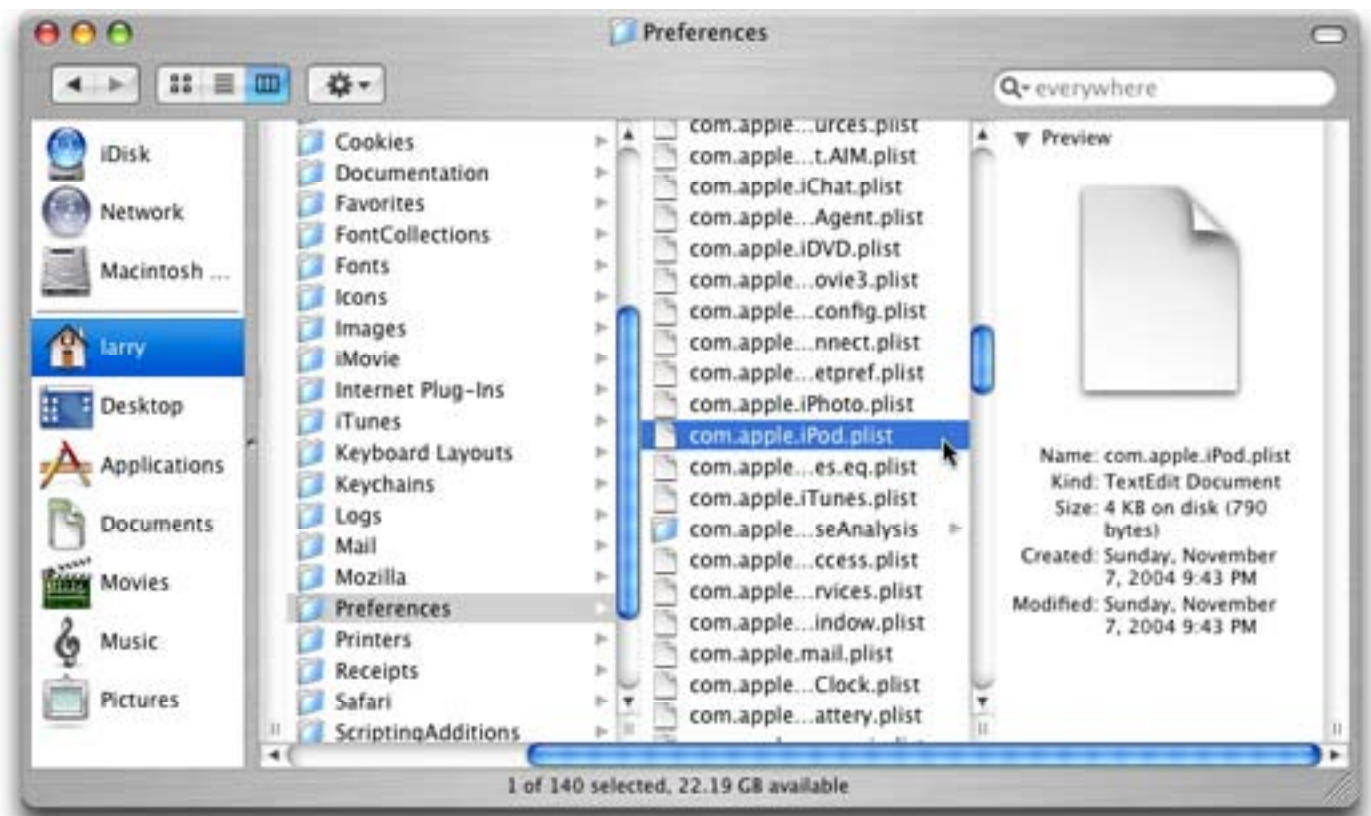 Preferences
everywhere
iDisk
Network
Macintosh ...
larry
Desktop
Applications
Documents
Movies
Music
Pictures
Cookies
Documentation
Favorites
FontCollections
Fonts
Icons
Images
iMovie
Internet Plug-Ins
iTunes
Keyboard Layouts
Keychains
Logs
Mail
Mozilla
Preferences
Printers
Receipts
Safari
ScriptingAdditions
com.apple...urces.plist
com.apple...t.AIM.plist
com.apple.iChat.plist
com.apple...Agent.plist
com.apple.iDVD.plist
com.apple...ovie3.plist
com.apple...config.plist
com.apple...nnect.plist
com.apple...etpref.plist
com.apple.iPhoto.plist
com.apple.iPod.plist
com.apple...es.eq.plist
com.apple.iTunes.plist
com.apple...seAnalysis
com.apple...ccess.plist
com.apple...rvices.plist
com.apple...indow.plist
com.apple.mail.plist
com.apple...Clock.plist
com.apple...attery.plist
Preview
Name: com.apple.iPod.plist
Kind: TextEdit Document
Size: 4 KB on disk (790
bytes)
Created: Sunday, November
7, 2004 9:43 PM
Modified: Sunday, November
7, 2004 9:43 PM
1 of 140 selected, 22.19 GB available